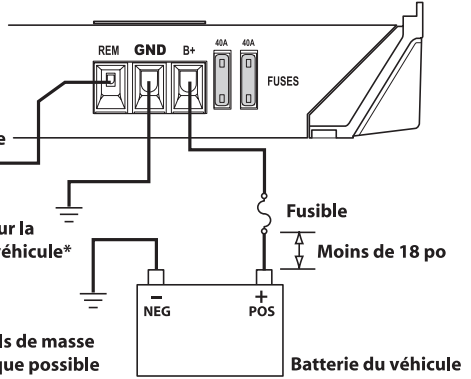 REM GND B+ 40A 40A
FUSES
e
Fusible
ur la
éhicule*
Moins de 18 po
– NEG + POS
ls de masse
que possible
Batterie du véhicule